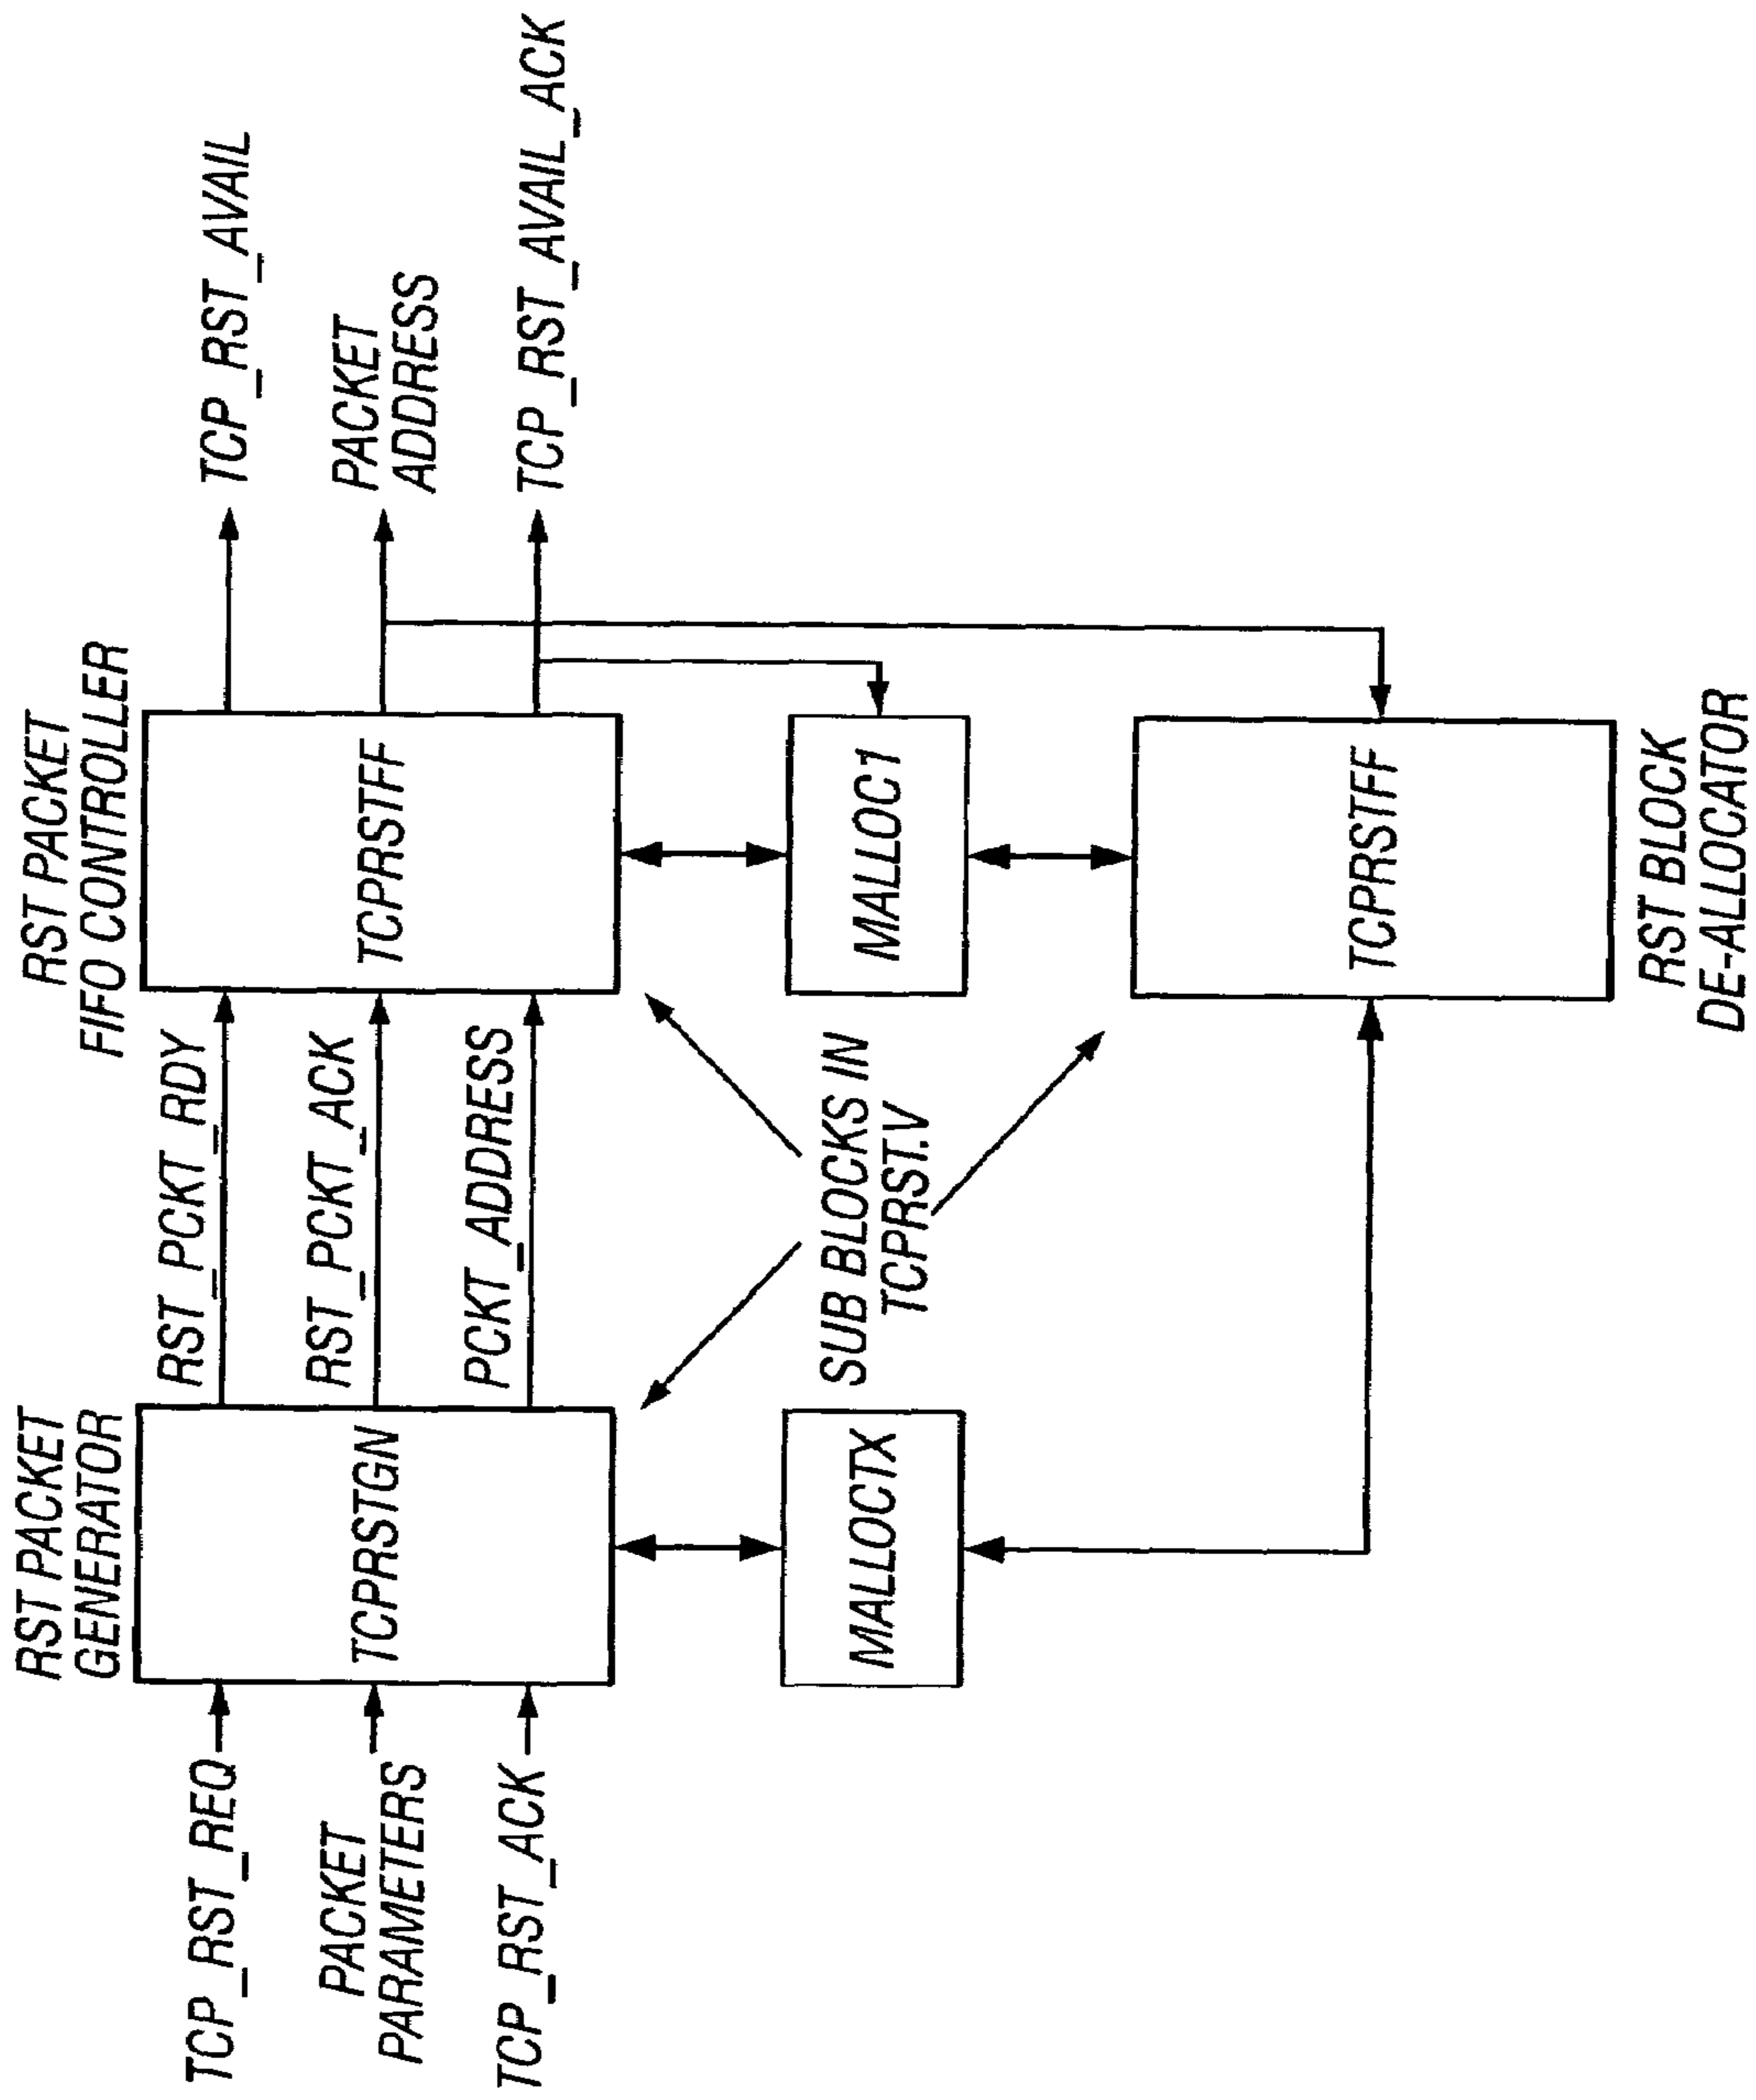 RST PACKET
GENERATOR
RST PACKET
FIFO CONTROLLER
TCP_RST_REQ
PACKET
PARAMETERS
TCP_RST_ACK
TCPRSTGN
RST_PCKT_RDY
RST_PCKT_ACK
PCKT_ADDRESS
TCPRSTFF
TCP_RST_AVAIL
PACKET
ADDRESS
TCP_RST_AVAIL_ACK
MALLOCTX
SUB BLOCKS IN
TCPRST.V
MALLOC1
TCPRSTFF
RST BLOCK
DE-ALLOCATOR